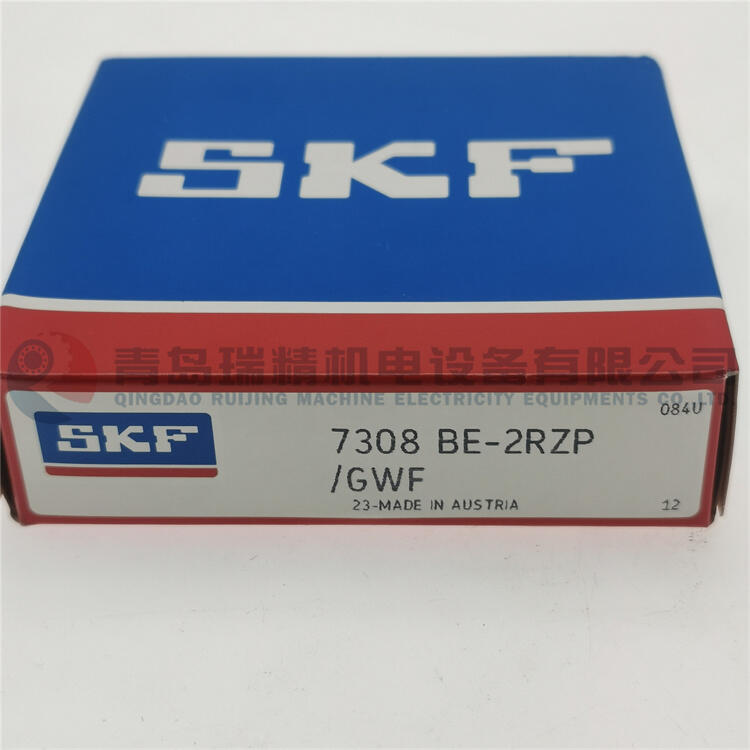 SKF
青岛瑞精机电设备有限公司
QINGDAO RUIJING MACHINE ELECTRICITY EQUIPMENTS CO.,LTD
084U
SKF
7308 BE-2RZP
/GWF
23-MADE IN AUSTRIA
12